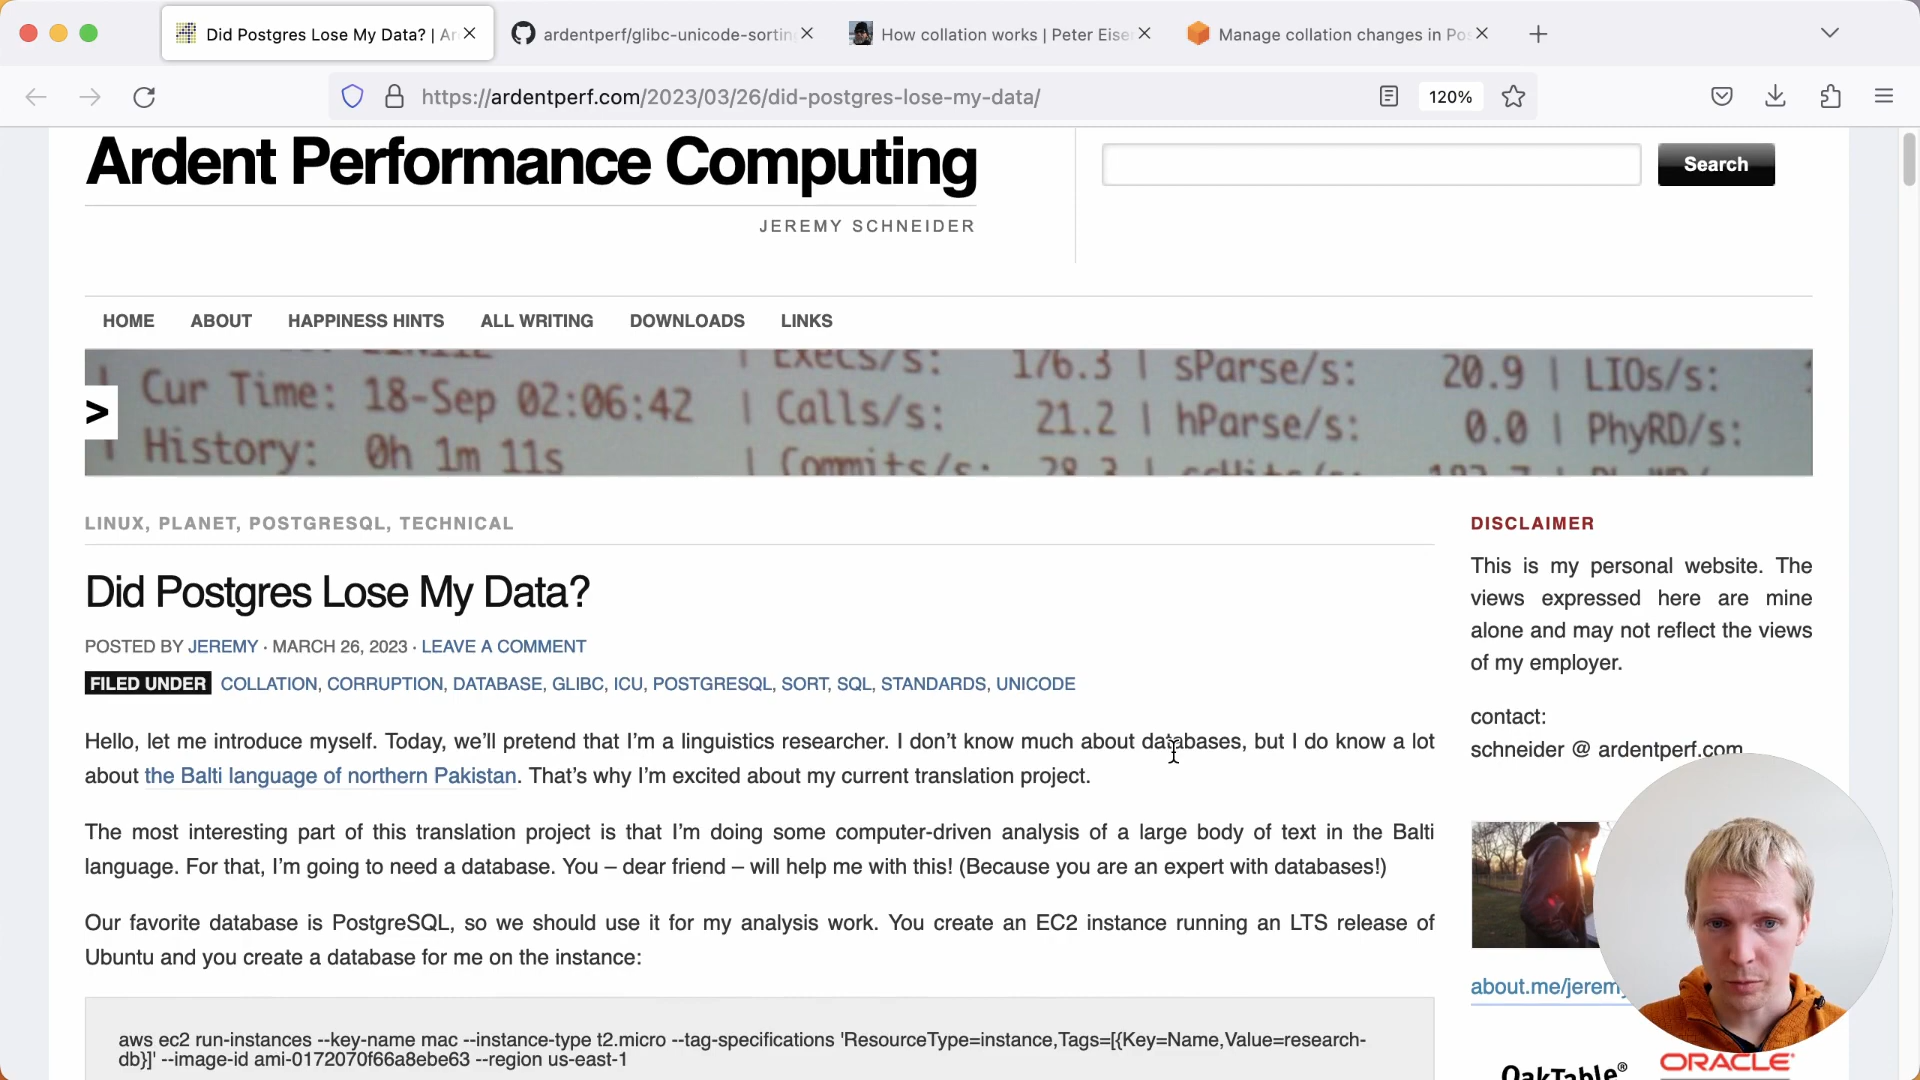 Did Postgres Lose My Data? | Ar
ardentperf/glibc-unicode-sortin
How collation works | Peter Eise
Manage collation changes in Po
https://ardentperf.com/2023/03/26/did-postgres-lose-my-data/
120%
Ardent Performance Computing
Search
JEREMY SCHNEIDER
HOME ABOUT HAPPINESS HINTS ALL WRITING DOWNLOADS LINKS
| Execs/s: 176.3 | sParse/s: 20.9 | LIOs/s:
> Cur Time: 18-Sep 02:06:42 | Calls/s: 21.2 | hParse/s: 0.0 | PhyRD/s:
History: 0h 1m 11s | Commits/s: 28.3 |
LINUX, PLANET, POSTGRESQL, TECHNICAL
Did Postgres Lose My Data?
POSTED BY JEREMY · MARCH 26, 2023 · LEAVE A COMMENT
FILED UNDER COLLATION, CORRUPTION, DATABASE, GLIBC, ICU, POSTGRESQL, SORT, SQL, STANDARDS, UNICODE
Hello, let me introduce myself. Today, we’ll pretend that I’m a linguistics researcher. I don’t know much about databases, but I do know a lot
about the Balti language of northern Pakistan. That’s why I’m excited about my current translation project.
The most interesting part of this translation project is that I’m doing some computer-driven analysis of a large body of text in the Balti
language. For that, I’m going to need a database. You – dear friend – will help me with this! (Because you are an expert with databases!)
Our favorite database is PostgreSQL, so we should use it for my analysis work. You create an EC2 instance running an LTS release of
Ubuntu and you create a database for me on the instance:
aws ec2 run-instances --key-name mac --instance-type t2.micro --tag-specifications 'ResourceType=instance,Tags=[{Key=Name,Value=research-
db}]' --image-id ami-0172070f66a8ebe63 --region us-east-1
DISCLAIMER
This is my personal website. The
views expressed here are mine
alone and may not reflect the views
of my employer.
contact:
schneider @ ardentperf.com
about.me/jeremy
OakTable®
ORACLE